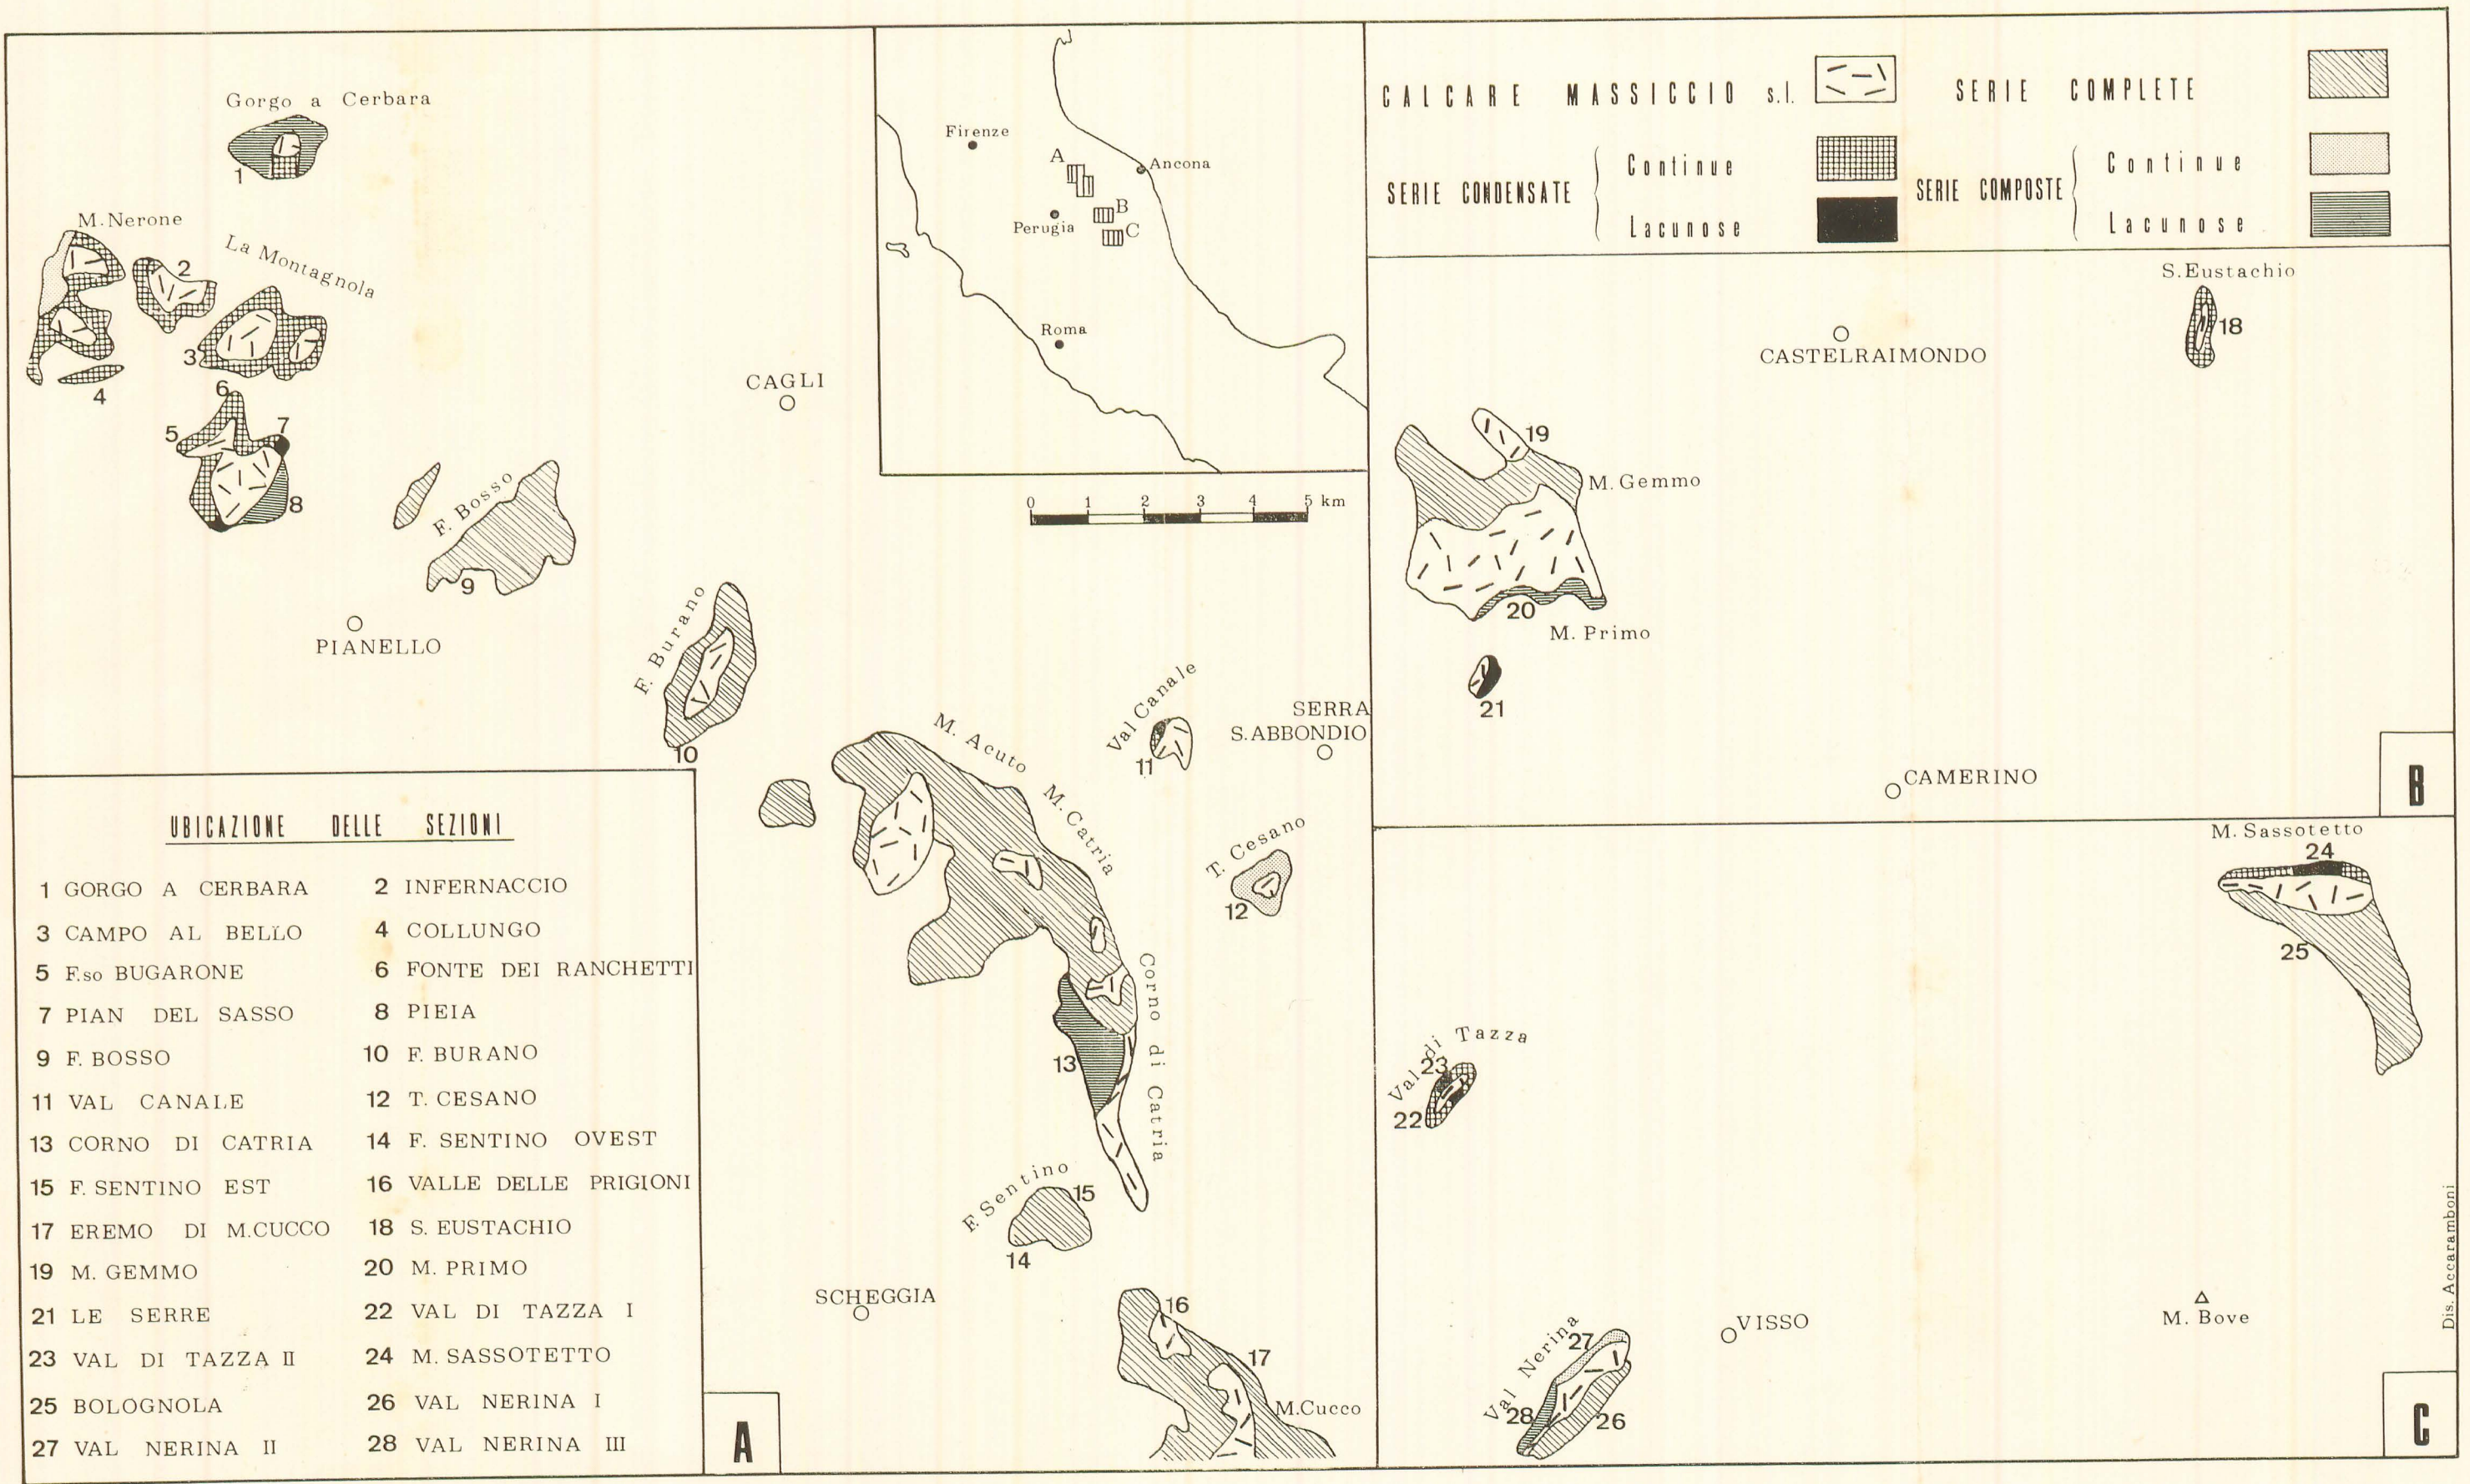 Gorgo a Cerbara
1
M.Nerone
La Montagnola
2
3
4
6
5
7
8
CAGLI
F. Bosso
9
PIANELLO
F. Burano
10
Firenze
Ancona
A
B
Perugia
C
Roma
0 1 2 3 4 5 km
CALCARE MASSICCIO s.l.
SERIE COMPLETE
SERIE CONDENSATE
Continue
Lacunose
SERIE COMPOSTE
Continue
Lacunose
S.Eustachio
18
CASTELRAIMONDO
19
M. Gemmo
20
M. Primo
21
CAMERINO
B
Val Canale
11
SERRA
S.ABBONDIO
M. Acuto
M. Catria
T. Cesano
12
Corno di Catria
13
F. Sentino
15
14
SCHEGGIA
16
17
M.Cucco
A
UBICAZIONE DELLE SEZIONI
1 GORGO A CERBARA 2 INFERNACCIO
3 CAMPO AL BELLO 4 COLLUNGO
5 F.so BUGARONE 6 FONTE DEI RANCHETTI
7 PIAN DEL SASSO 8 PIEIA
9 F. BOSSO 10 F. BURANO
11 VAL CANALE 12 T. CESANO
13 CORNO DI CATRIA 14 F. SENTINO OVEST
15 F. SENTINO EST 16 VALLE DELLE PRIGIONI
17 EREMO DI M.CUCCO 18 S. EUSTACHIO
19 M. GEMMO 20 M. PRIMO
21 LE SERRE 22 VAL DI TAZZA I
23 VAL DI TAZZA II 24 M. SASSOTETTO
25 BOLOGNOLA 26 VAL NERINA I
27 VAL NERINA II 28 VAL NERINA III
M. Sassotetto
24
25
Val di Tazza
23
22
VISSO
M. Bove
Val Nerina
27
28
26
C
Dis. Accaramboni